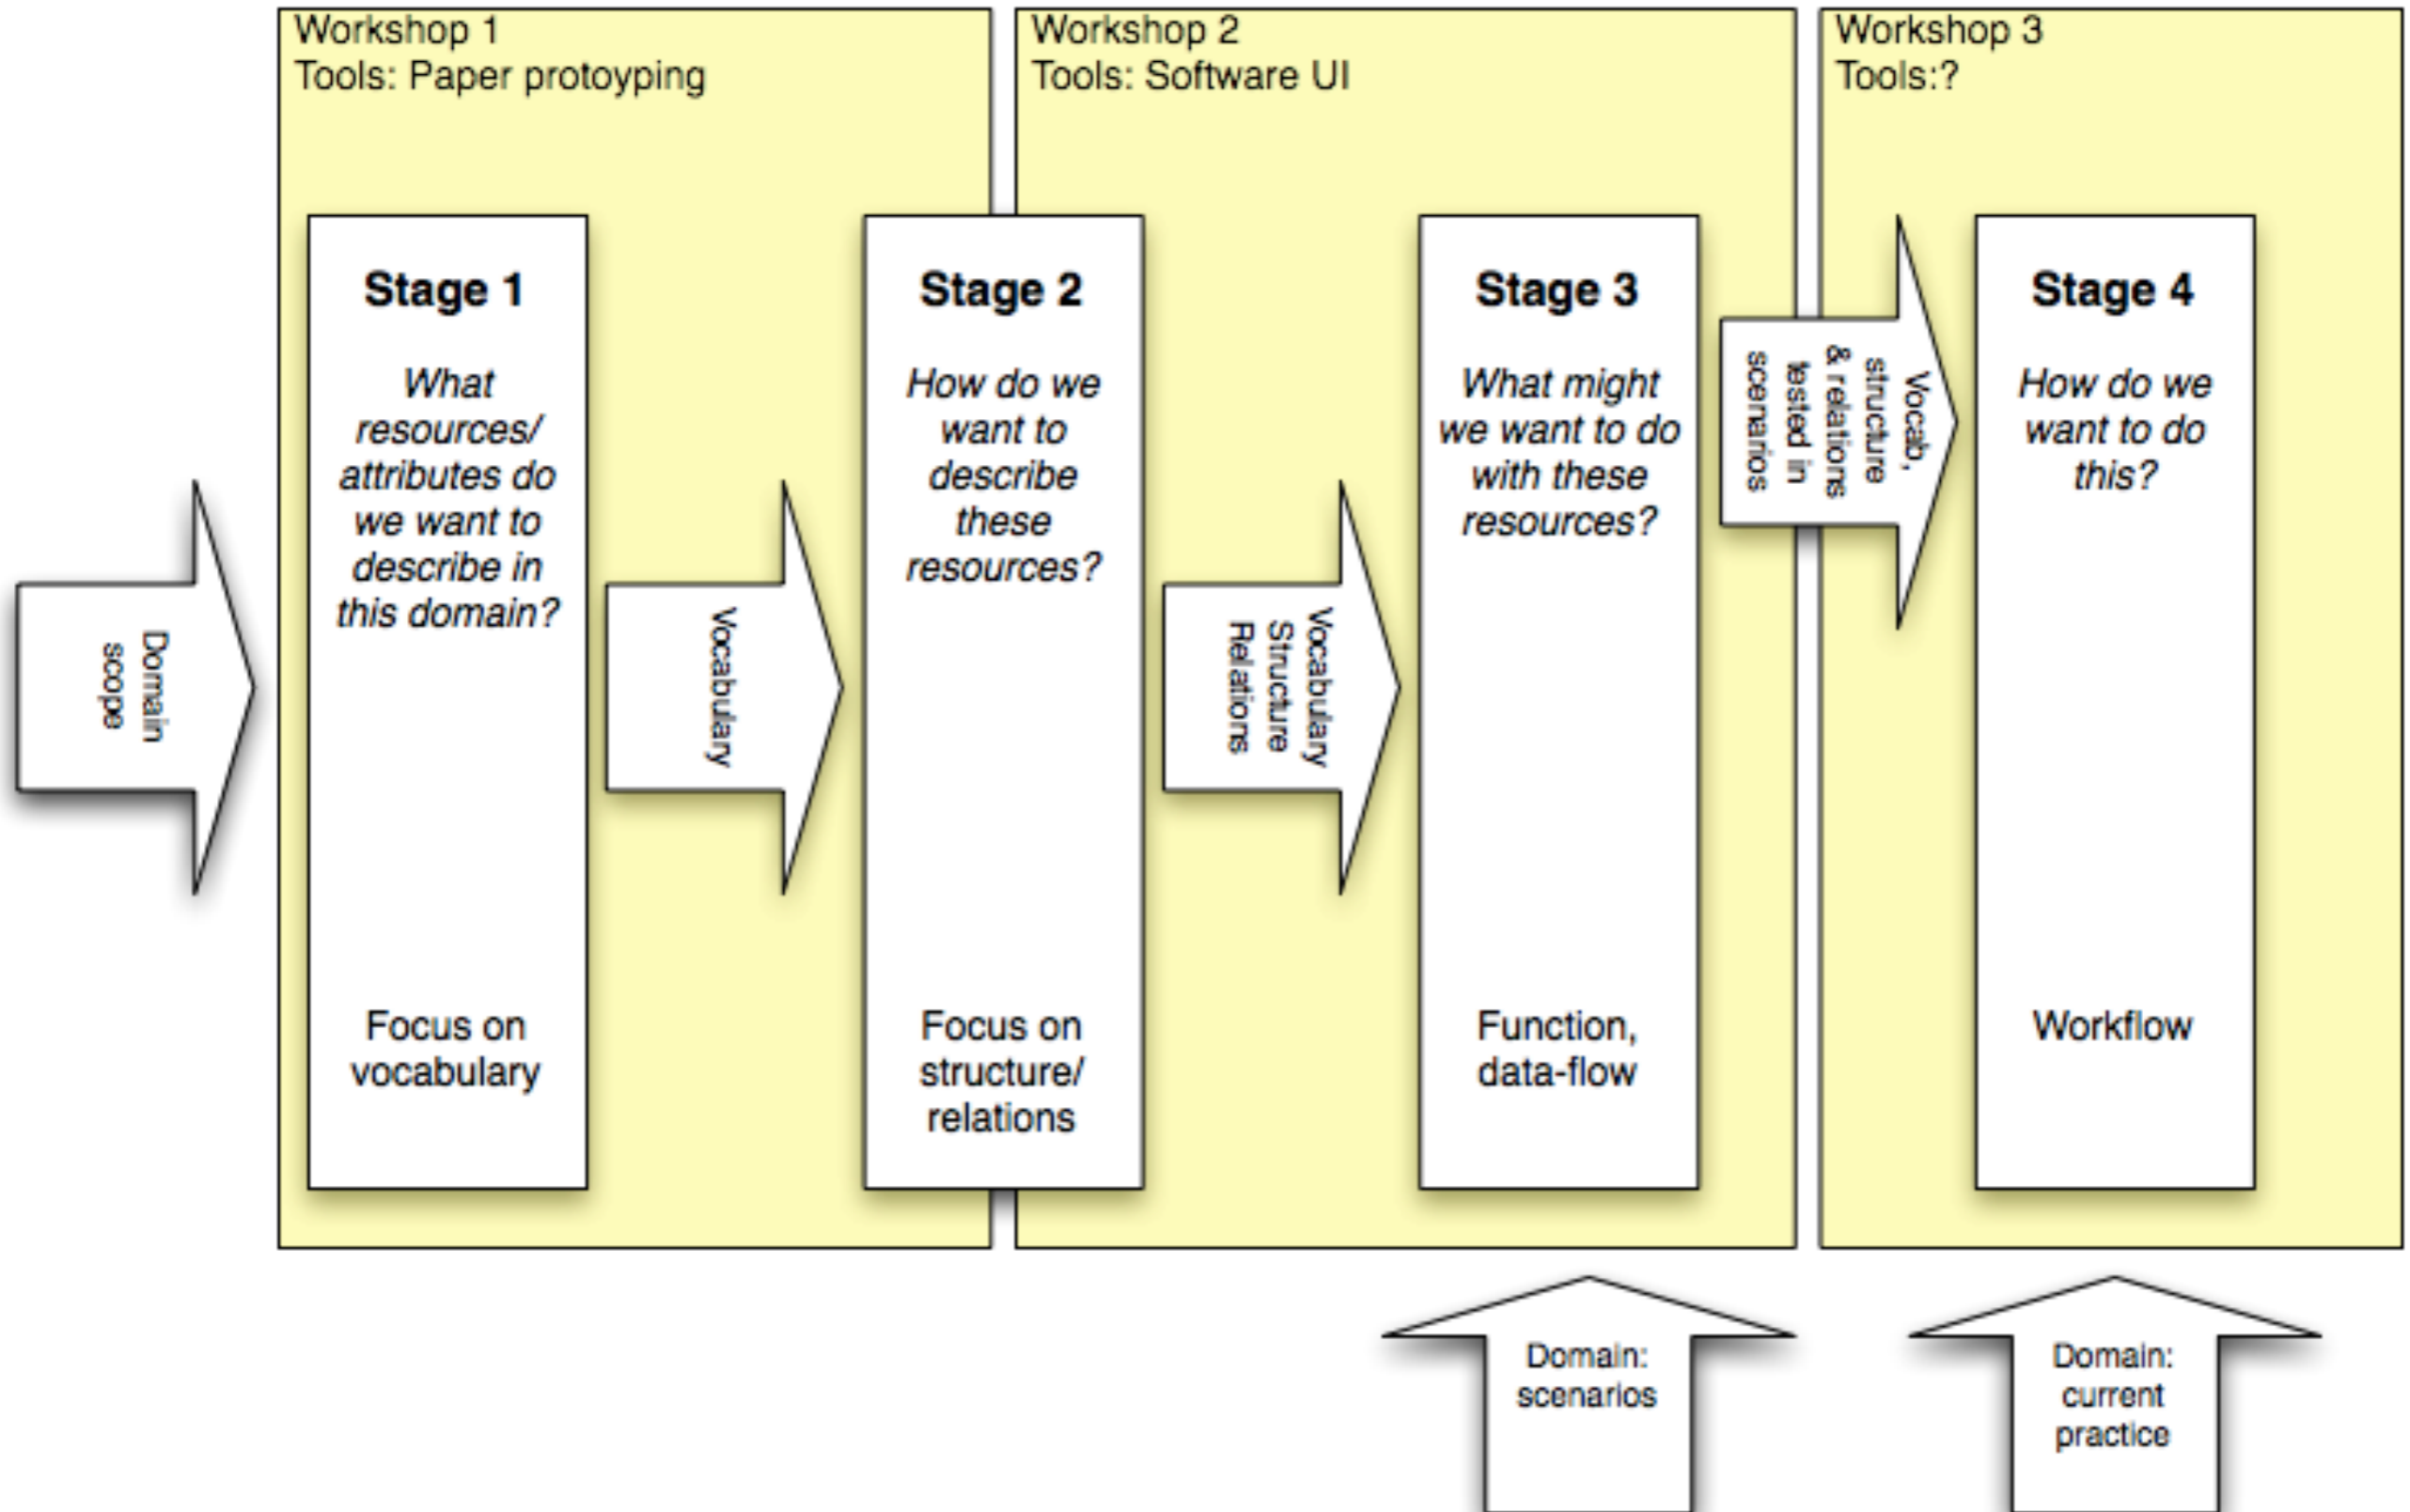 Workshop 1
Tools: Paper protoyping
Workshop 2
Tools: Software UI
Workshop 3
Tools:?
Domain
scope
Stage 1
What
resources/
attributes do
we want to
describe in
this domain?
Focus on
vocabulary
Vocabulary
Stage 2
How do we
want to
describe
these
resources?
Focus on
structure/
relations
Vocabulary
Structure
Relations
Stage 3
What might
we want to do
with these
resources?
Function,
data-flow
Vocab,
structure
& relations
tested in
scenarios
Stage 4
How do we
want to do
this?
Workflow
Domain:
scenarios
Domain:
current
practice